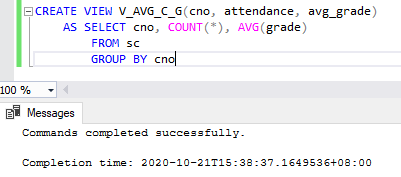 CREATE VIEW V_AVG_C_G(cno, attendance, avg_grade)
AS SELECT cno, COUNT(*), AVG(grade)
FROM sc
GROUP BY cno
100 %
Messages
Commands completed successfully.
Completion time: 2020-10-21T15:38:37.1649536+08:00